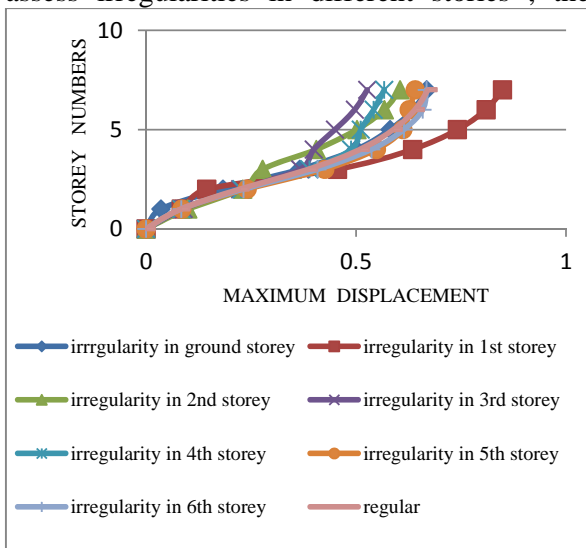 assess irregularities in different stories , the
10
5
0
STOREY NUMBERS
0 0.5 1
MAXIMUM DISPLACEMENT
irrrgularity in ground storey irregularity in 1st storey
irregularity in 2nd storey irregularity in 3rd storey
irregularity in 4th storey irregularity in 5th storey
irregularity in 6th storey regular